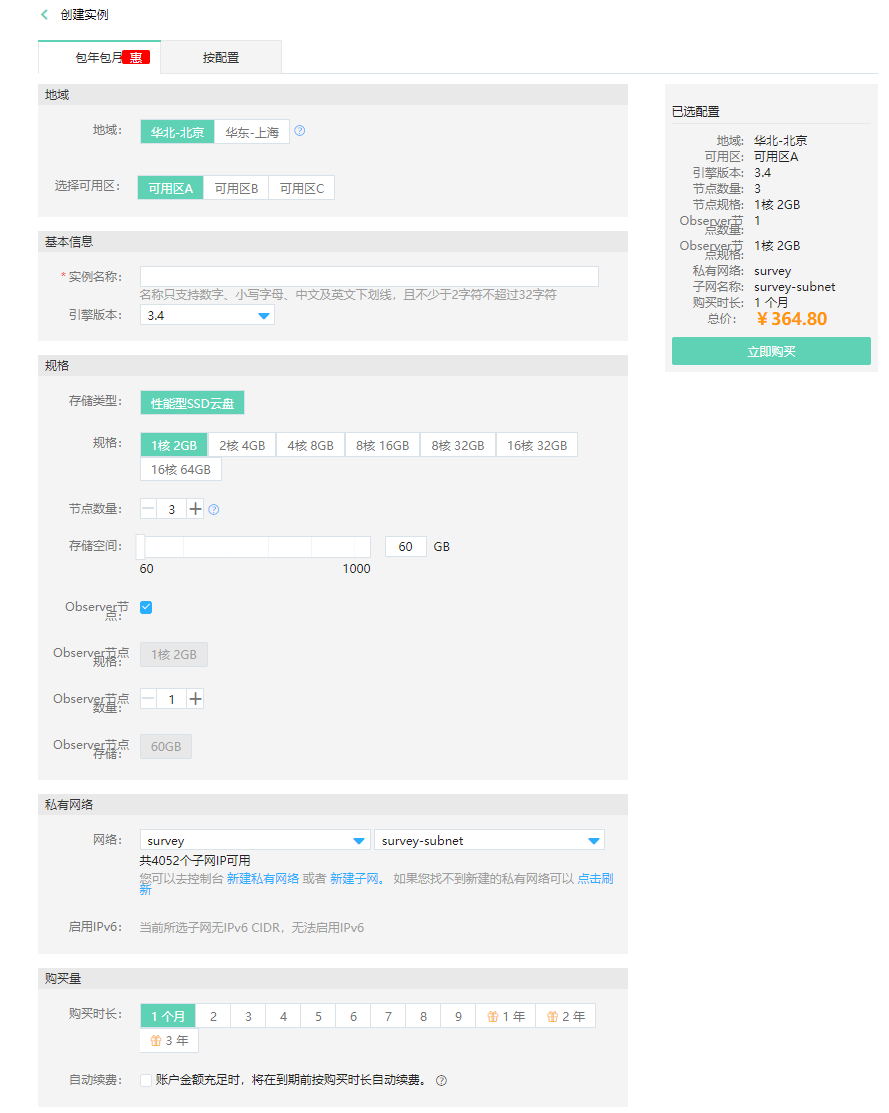 创建实例
包年包月 惠 按配置
地域
地域: 华北-北京 华东-上海
选择可用区: 可用区A 可用区B 可用区C
基本信息
* 实例名称:
名称只支持数字、小写字母、中文及英文下划线，且不少于2字符不超过32字符
引擎版本: 3.4
规格
存储类型: 性能型SSD云盘
规格: 1核 2GB 2核 4GB 4核 8GB 8核 16GB 8核 32GB 16核 32GB
16核 64GB
节点数量: 3
存储空间: 60 GB
60 1000
Observer节
点:
Observer节点 1核 2GB
规格:
Observer节点 1
数量:
Observer节点 60GB
存储:
私有网络
网络: survey survey-subnet
共4052个子网IP可用
您可以去控制台 新建私有网络 或者 新建子网。 如果您找不到新建的私有网络可以 点击刷
新
启用IPv6: 当前所选子网无IPv6 CIDR，无法启用IPv6
购买量
购买时长: 1 个月 2 3 4 5 6 7 8 9 1 年 2 年
3 年
自动续费: 账户金额充足时，将在到期前按购买时长自动续费。
已选配置
地域: 华北-北京
可用区: 可用区A
引擎版本: 3.4
节点数量: 3
节点规格: 1核 2GB
Observer节 1
点数量:
Observer节 1核 2GB
点规格:
私有网络: survey
子网名称: survey-subnet
购买时长: 1 个月
总价: ￥364.80
立即购买